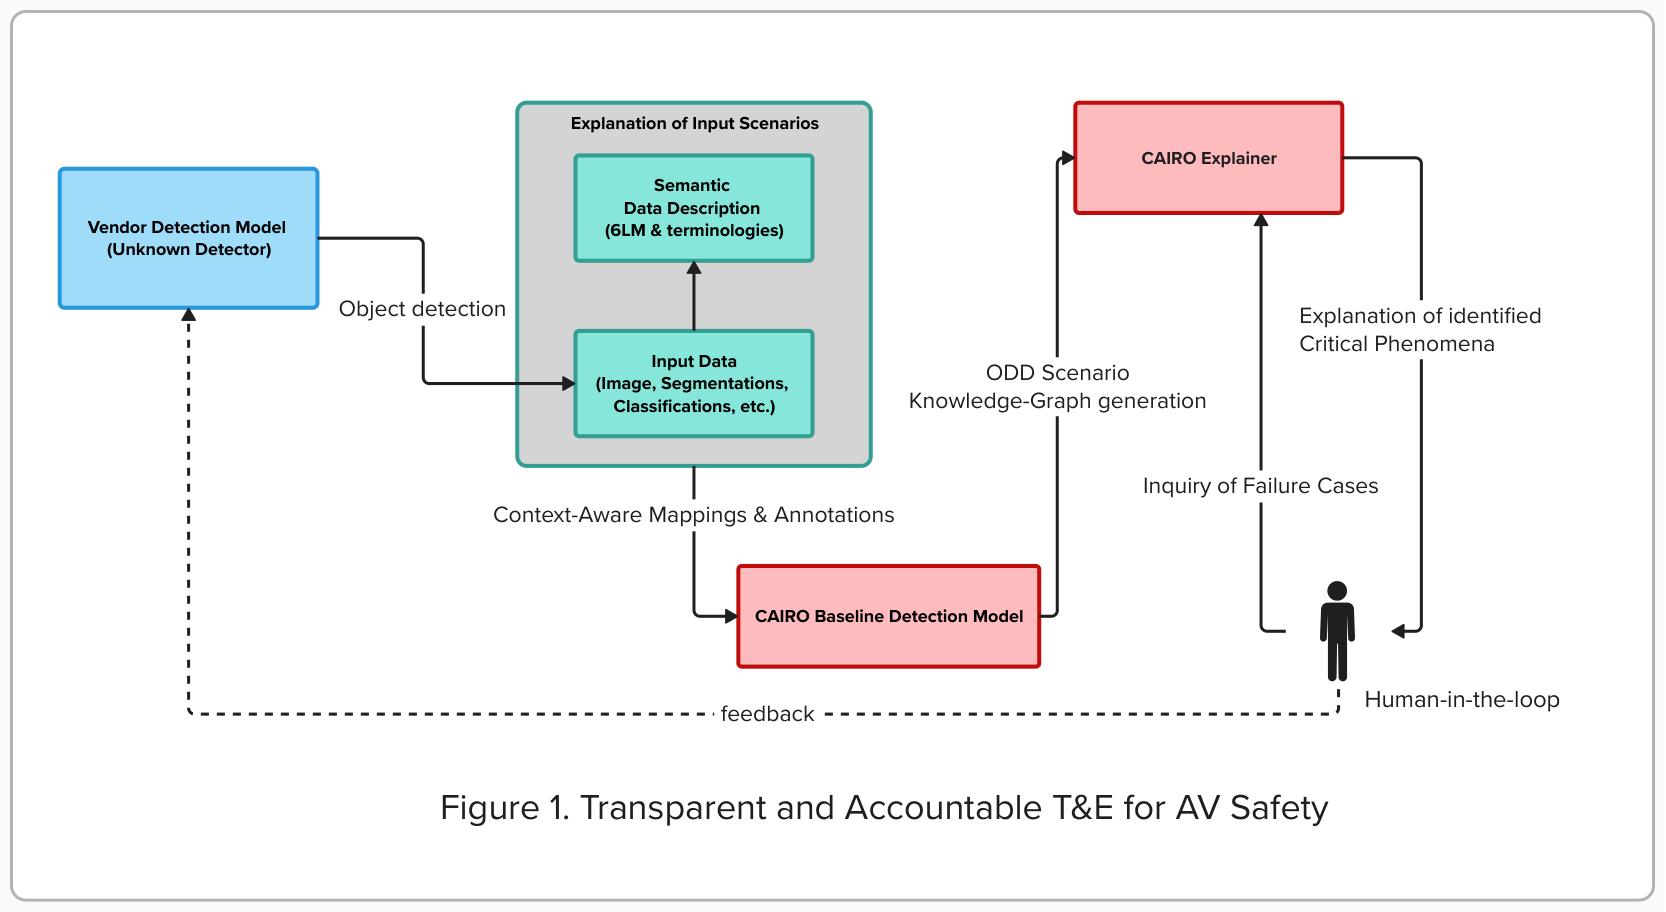 Explanation of Input Scenarios
Semantic
Data Description
(6LM & terminologies)
CAIRO Explainer
Vendor Detection Model
(Unknown Detector)
Object detection
Input Data
(Image, Segmentations,
Classifications, etc.)
Explanation of identified
Critical Phenomena
ODD Scenario
Knowledge-Graph generation
Inquiry of Failure Cases
Context-Aware Mappings & Annotations
CAIRO Baseline Detection Model
Human-in-the-loop
feedback
Figure 1. Transparent and Accountable T&E for AV Safety